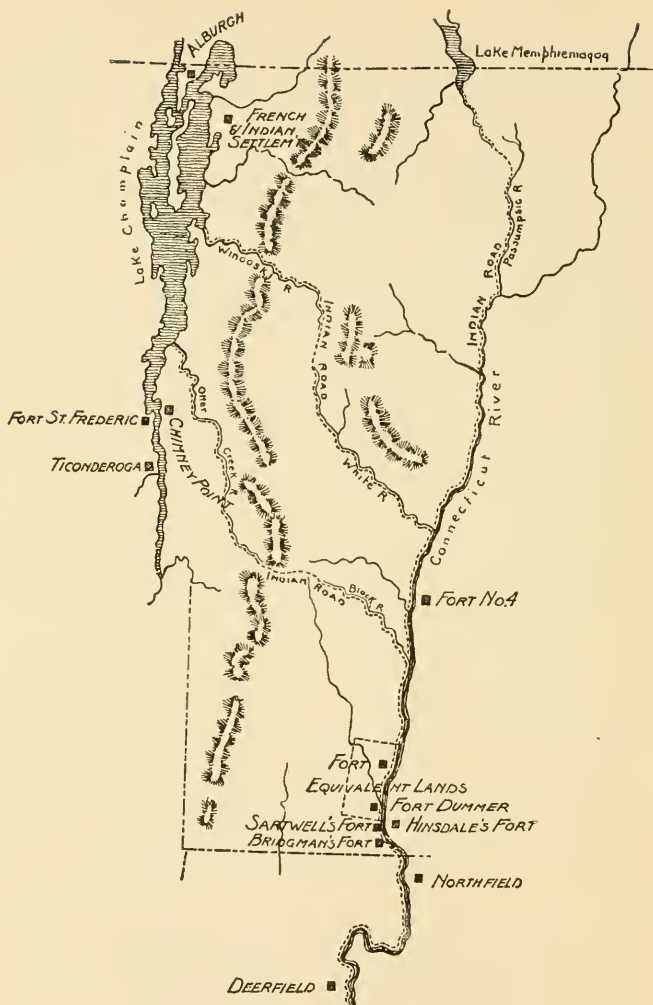 ALBURGH
Lake Memphremagog
FRENCH
& INDIAN
SETTLEM.
Lake Champlain
Passumpsic R
INDIAN ROAD
WINOOSKI R
INDIAN ROAD
Otter Creek R
FORT ST. FREDERIC
CHIMNEY POINT
TICONDEROGA
White R
Connecticut River
INDIAN ROAD
Black R
FORT NO.4
FORT
EQUIVALENT LANDS
FORT DUMMER
SARTWELL'S FORT
HINSDALE'S FORT
BRIDGMAN'S FORT
NORTHFIELD
DEERFIELD